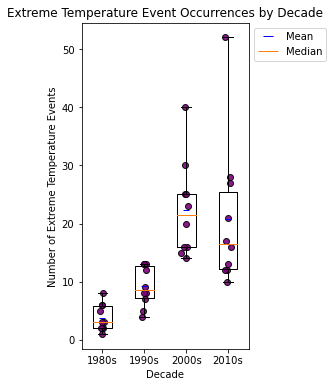 Extreme Temperature Event Occurrences by Decade
Mean
Median
Number of Extreme Temperature Events
50
40
30
20
10
0
1980s 1990s 2000s 2010s
Decade